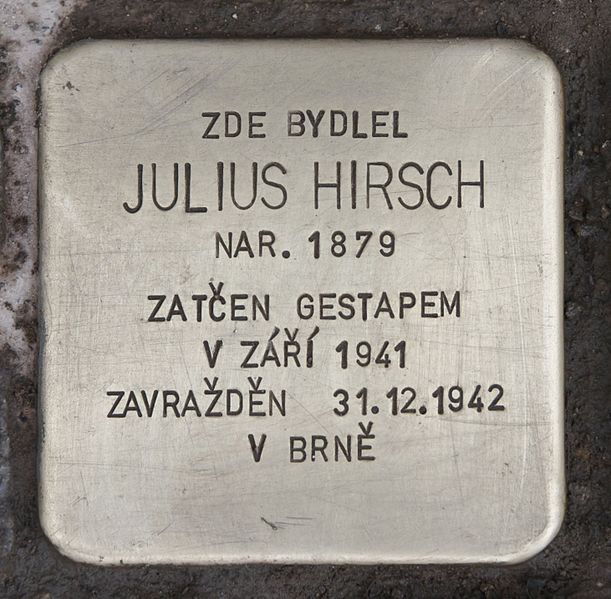 ZDE BYDLEL
JULIUS HIRSCH
NAR. 1879
ZATČEN GESTAPEM
V ZÁŘÍ 1941
ZAVRAŽDĚN 31.12.1942
V BRNĚ